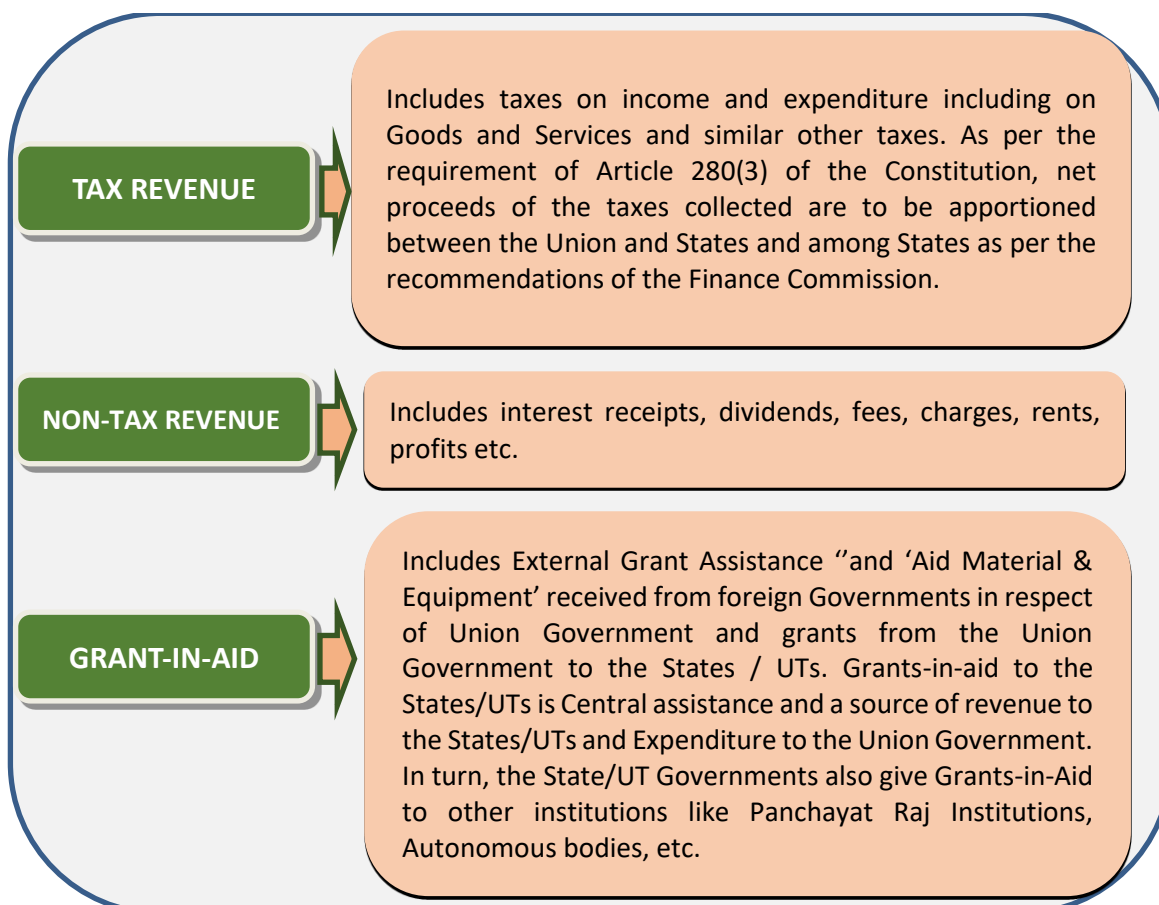 TAX REVENUE
Includes taxes on income and expenditure including on
Goods and Services and similar other taxes. As per the
requirement of Article 280(3) of the Constitution, net
proceeds of the taxes collected are to be apportioned
between the Union and States and among States as per the
recommendations of the Finance Commission.
NON-TAX REVENUE
Includes interest receipts, dividends, fees, charges, rents,
profits etc.
GRANT-IN-AID
Includes External Grant Assistance ‘’and ‘Aid Material &
Equipment’ received from foreign Governments in respect
of Union Government and grants from the Union
Government to the States / UTs. Grants-in-aid to the
States/UTs is Central assistance and a source of revenue to
the States/UTs and Expenditure to the Union Government.
In turn, the State/UT Governments also give Grants-in-Aid
to other institutions like Panchayat Raj Institutions,
Autonomous bodies, etc.